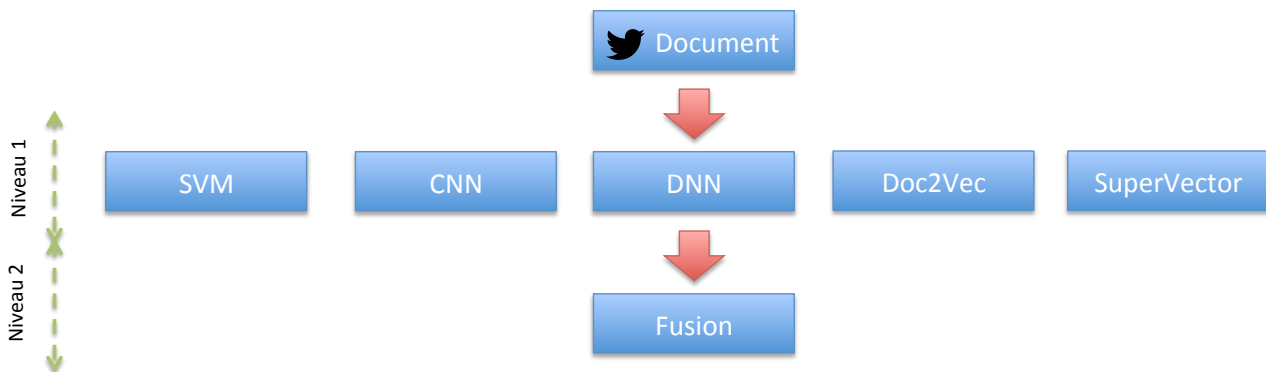 Document
Niveau 1
SVM
CNN
DNN
Doc2Vec
SuperVector
Niveau 2
Fusion